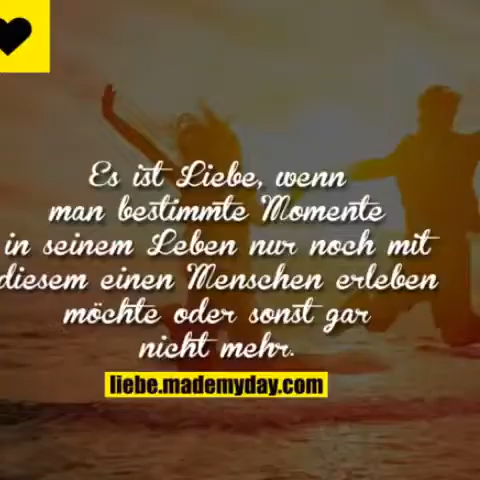 Es ist Liebe, wenn
man bestimmte Momente
in seinem Leben nur noch mit
diesem einen Menschen erleben
möchte oder sonst gar
nicht mehr.
liebe.mademyday.com